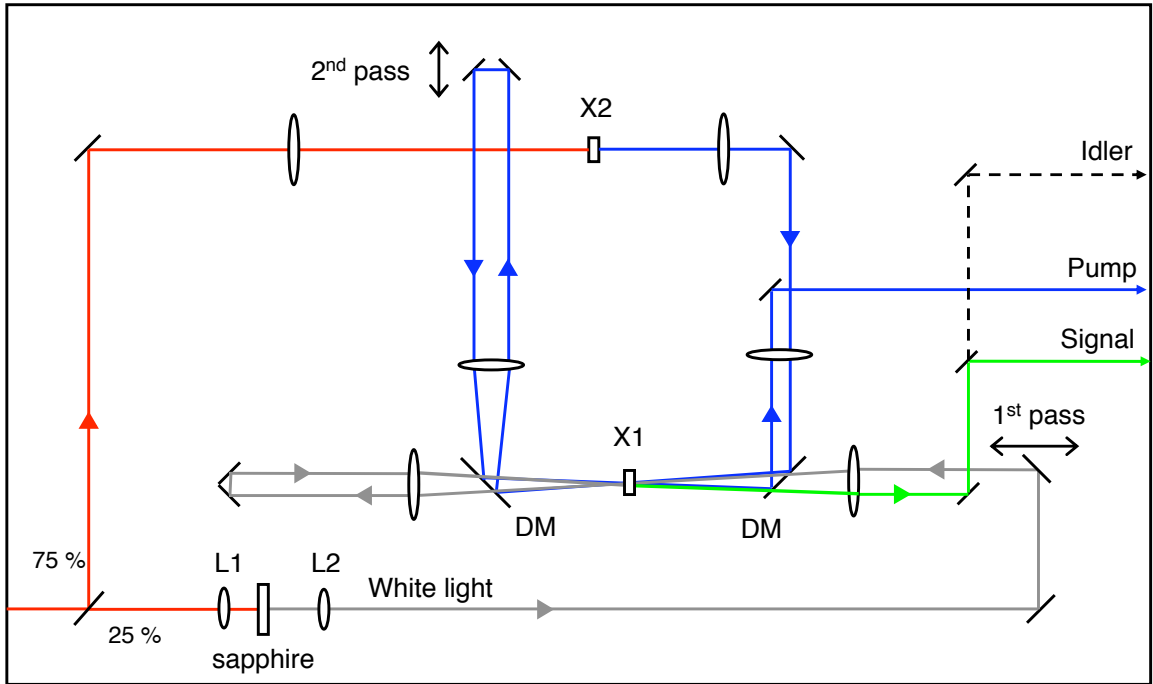 2nd pass
X2
Idler
Pump
Signal
1st pass
X1
DM
DM
75 %
L1
L2
White light
25 %
sapphire